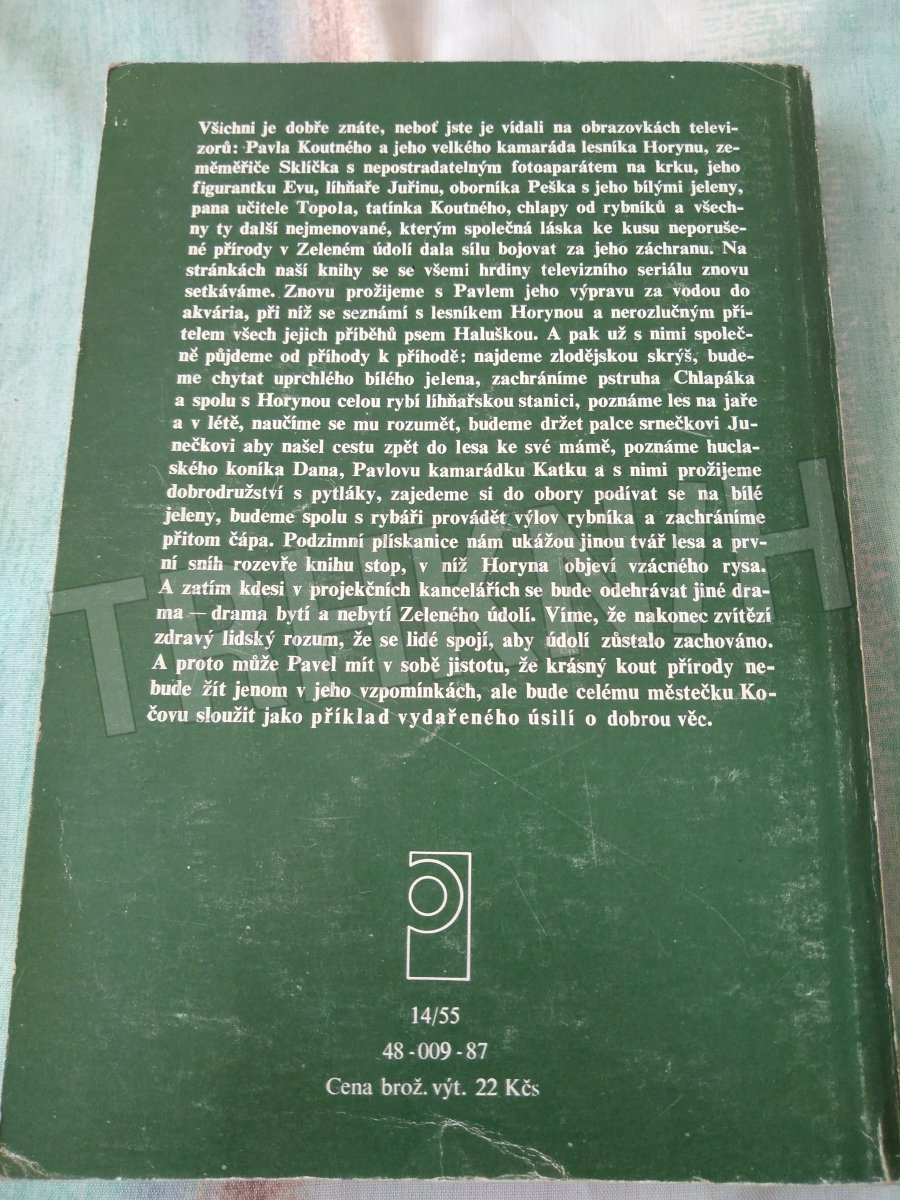 Všichni je dobře znáte, neboť jste je vídali na obrazovkách televi-
zorů: Pavla Koutného a jeho velkého kamaráda lesníka Horynu, ze-
měměřiče Sklíčka s nepostradatelným fotoaparátem na krku, jeho
figurantku Evu, líhňaře Juřinu, oborníka Peška s jeho bílými jeleny,
pana učitele Topola, tatínka Koutného, chlapy od rybníků a všech-
ny ty další nejmenované, kterým společná láska ke kusu neporuše-
né přírody v Zeleném údolí dala sílu bojovat za jeho záchranu. Na
stránkách naší knihy se se všemi hrdiny televizního seriálu znovu
setkáváme. Znovu prožijeme s Pavlem jeho výpravu za vodou do
akvária, při níž se seznámí s lesníkem Horynou a nerozlučným pří-
telem všech jejich příběhů psem Haluškou. A pak už s nimi společ-
ně půjdeme od příhody k příhodě: najdeme zlodějskou skrýš, bude-
me chytat uprchlého bílého jelena, zachráníme pstruha Chlapáka
a spolu s Horynou celou rybí líhňařskou stanici, poznáme les na jaře
a v létě, naučíme se mu rozumět, budeme držet palce srnečkovi Ju-
nečkovi aby našel cestu zpět do lesa ke své mámě, poznáme hucla-
ského koníka Dana, Pavlovu kamarádku Katku a s nimi prožijeme
dobrodružství s pytláky, zajedeme si do obory podívat se na bílé
jeleny, budeme spolu s rybáři provádět výlov rybníka a zachráníme
přitom čápa. Podzimní plískanice nám ukážou jinou tvář lesa a prv-
ní sníh rozevře knihu stop, v níž Horyna objeví vzácného rysa.
A zatím kdesi v projekčních kancelářích se bude odehrávat jiné dra-
ma — drama bytí a nebytí Zeleného údolí. Víme, že nakonec zvítězí
zdravý lidský rozum, že se lidé spojí, aby údolí zůstalo zachováno.
A proto může Pavel mít v sobě jistotu, že krásný kout přírody ne-
bude žít jenom v jeho vzpomínkách, ale bude celému městečku Ko-
čovu sloužit jako příklad vydařeného úsilí o dobrou věc.
14/55
48-009-87
Cena brož. výt. 22 Kčs